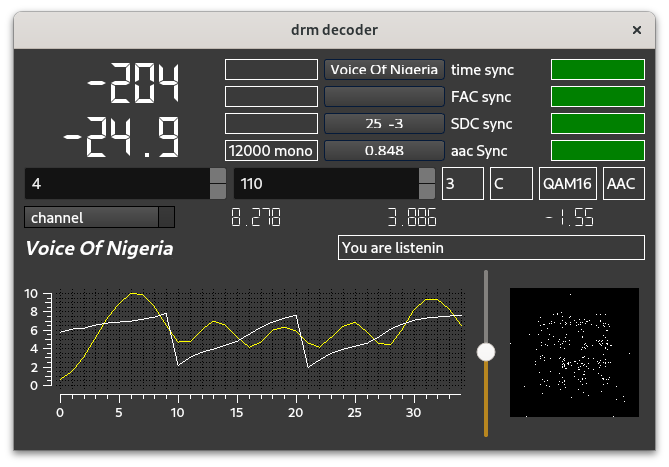 drm decoder ×
-204 Voice Of Nigeria time sync
FAC sync
-24.9 25 -3 SDC sync
12000 mono 0.848 aac Sync
4 110 3 C QAM16 AAC
channel 8.278 3.886 -1.55
Voice Of Nigeria You are listenin
10
8
6
4
2
0
0 5 10 15 20 25 30